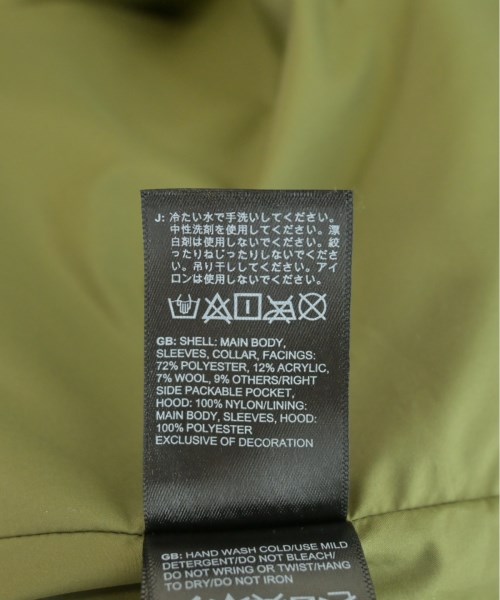 J: 冷たい水で手洗いしてください。
中性洗剤を使用してください。漂
白剤は使用しないでください。絞
ったりねじったりしないでくださ
い。吊り干ししてください。アイ
ロンは使用しないでください。
GB: SHELL: MAIN BODY,
SLEEVES, COLLAR, FACINGS:
72% POLYESTER, 12% ACRYLIC,
7% WOOL, 9% OTHERS/RIGHT
SIDE PACKABLE POCKET,
HOOD: 100% NYLON/LINING:
MAIN BODY, SLEEVES, HOOD:
100% POLYESTER
EXCLUSIVE OF DECORATION
GB: HAND WASH COLD/USE MILD
DETERGENT/DO NOT BLEACH/
DO NOT WRING OR TWIST/HANG
TO DRY/DO NOT IRON